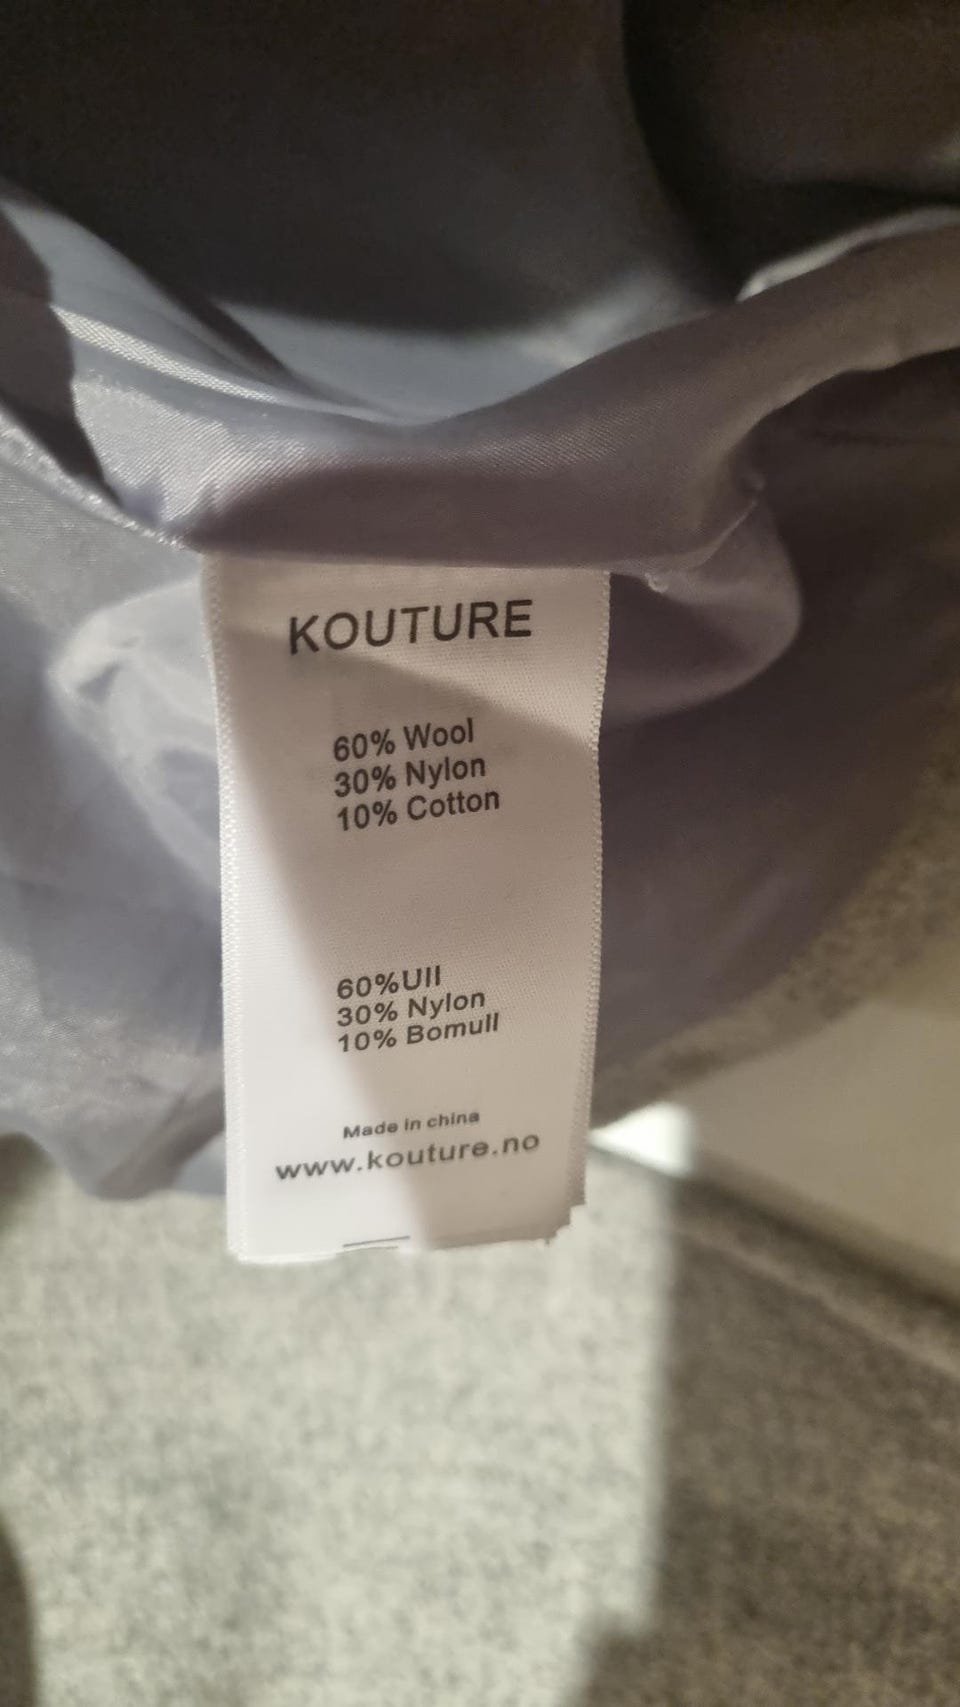 KOUTURE
60% Wool
30% Nylon
10% Cotton
60%Ull
30% Nylon
10% Bomull
Made in china
www.kouture.no